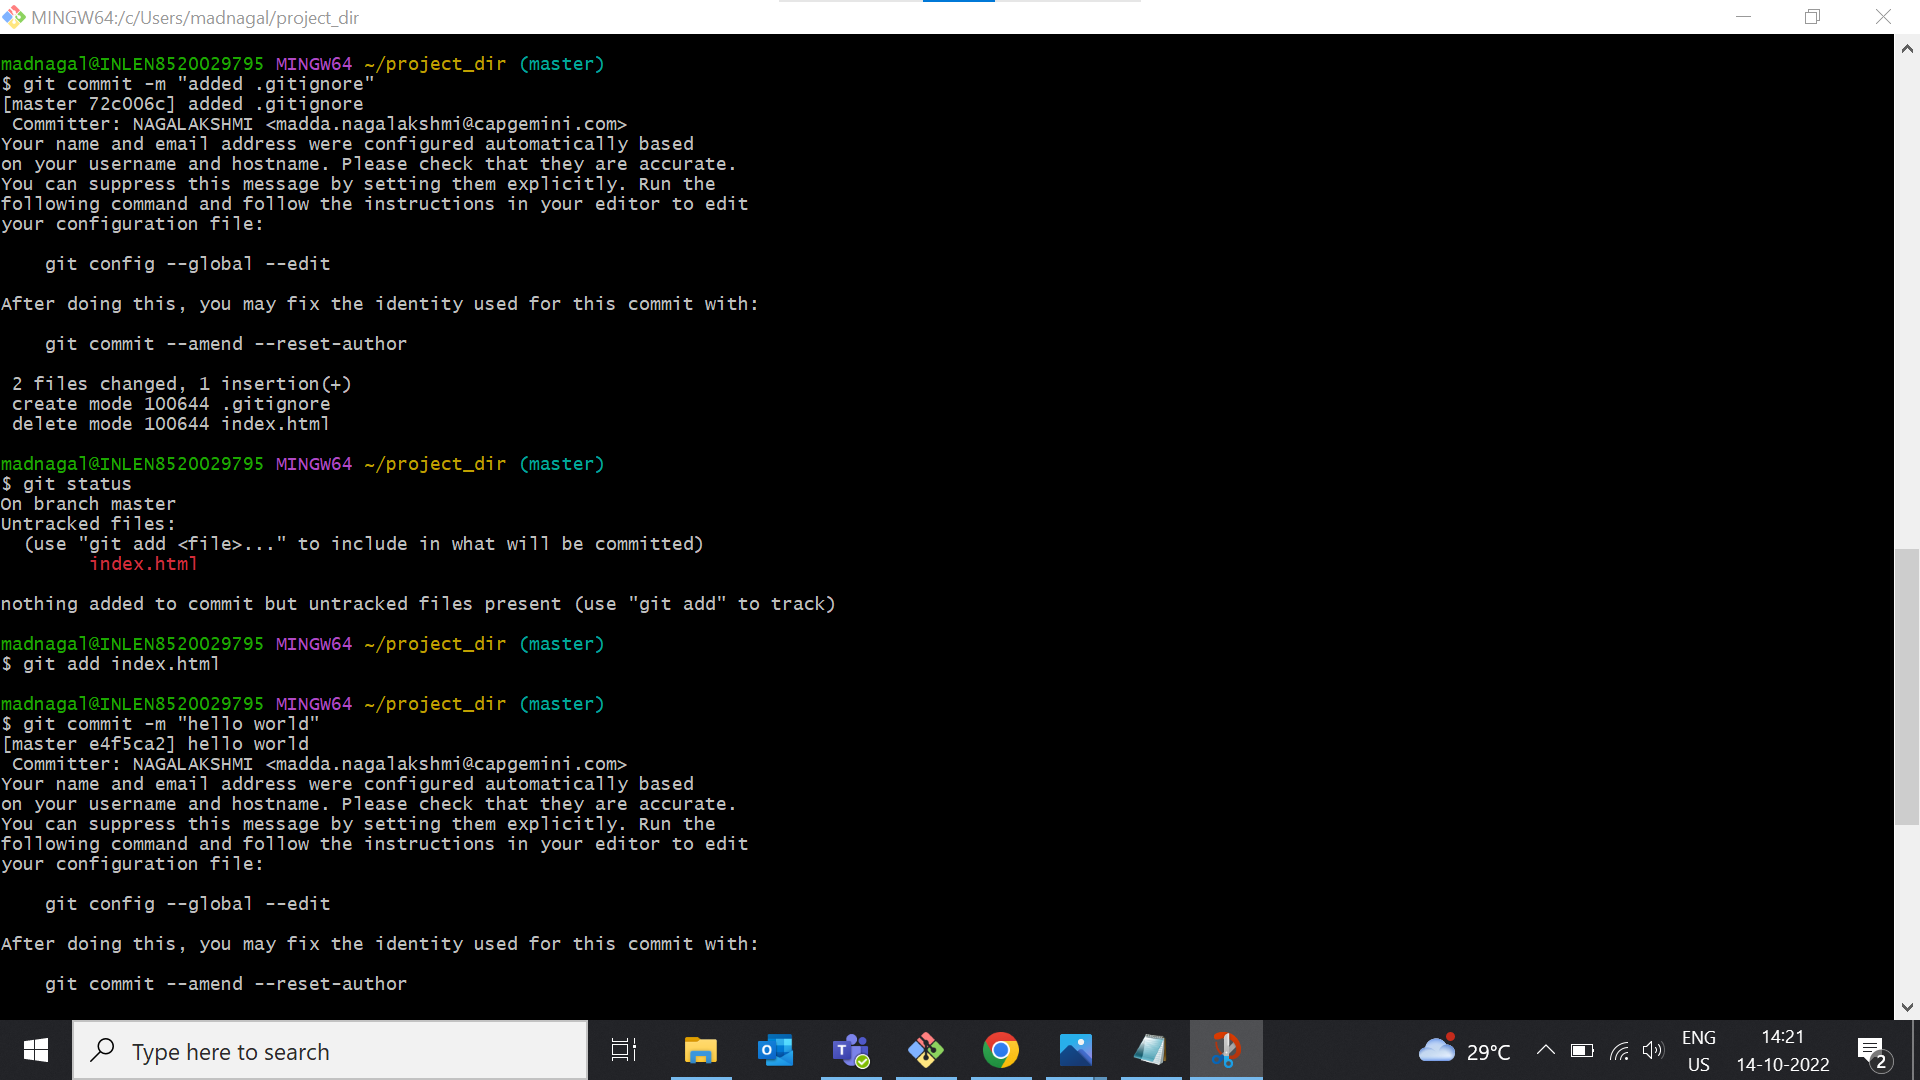 MINGW64:/c/Users/madnagal/project_dir
madnagal@INLEN8520029795 MINGW64 ~/project_dir (master)
$ git commit -m "added .gitignore"
[master 72c006c] added .gitignore
 Committer: NAGALAKSHMI <madda.nagalakshmi@capgemini.com>
Your name and email address were configured automatically based
on your username and hostname. Please check that they are accurate.
You can suppress this message by setting them explicitly. Run the
following command and follow the instructions in your editor to edit
your configuration file:
    git config --global --edit
After doing this, you may fix the identity used for this commit with:
    git commit --amend --reset-author
 2 files changed, 1 insertion(+)
 create mode 100644 .gitignore
 delete mode 100644 index.html
madnagal@INLEN8520029795 MINGW64 ~/project_dir (master)
$ git status
On branch master
Untracked files:
  (use "git add <file>..." to include in what will be committed)
        index.html
nothing added to commit but untracked files present (use "git add" to track)
madnagal@INLEN8520029795 MINGW64 ~/project_dir (master)
$ git add index.html
madnagal@INLEN8520029795 MINGW64 ~/project_dir (master)
$ git commit -m "hello world"
[master e4f5ca2] hello world
 Committer: NAGALAKSHMI <madda.nagalakshmi@capgemini.com>
Your name and email address were configured automatically based
on your username and hostname. Please check that they are accurate.
You can suppress this message by setting them explicitly. Run the
following command and follow the instructions in your editor to edit
your configuration file:
    git config --global --edit
After doing this, you may fix the identity used for this commit with:
    git commit --amend --reset-author
Type here to search
29°C
ENG
US
14:21
14-10-2022
2